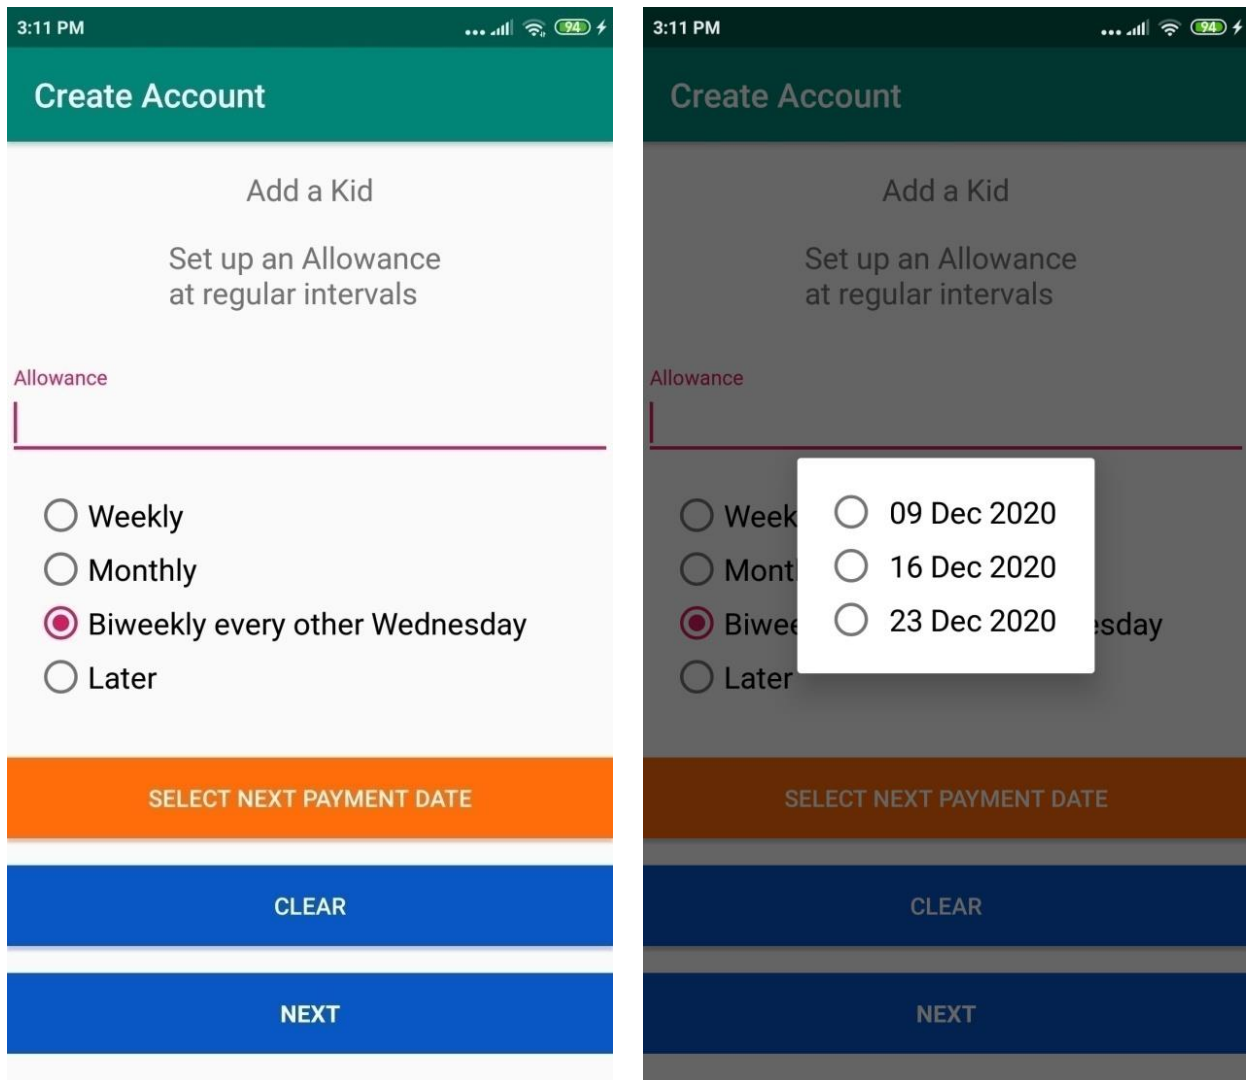 3:11 PM
94
Create Account
Add a Kid
Set up an Allowance
at regular intervals
Allowance
Weekly
Monthly
Biweekly every other Wednesday
Later
SELECT NEXT PAYMENT DATE
CLEAR
NEXT
3:11 PM
94
Create Account
Add a Kid
Set up an Allowance
at regular intervals
Allowance
Week
09 Dec 2020
Mont
16 Dec 2020
Biwee
23 Dec 2020
esday
Later
SELECT NEXT PAYMENT DATE
CLEAR
NEXT